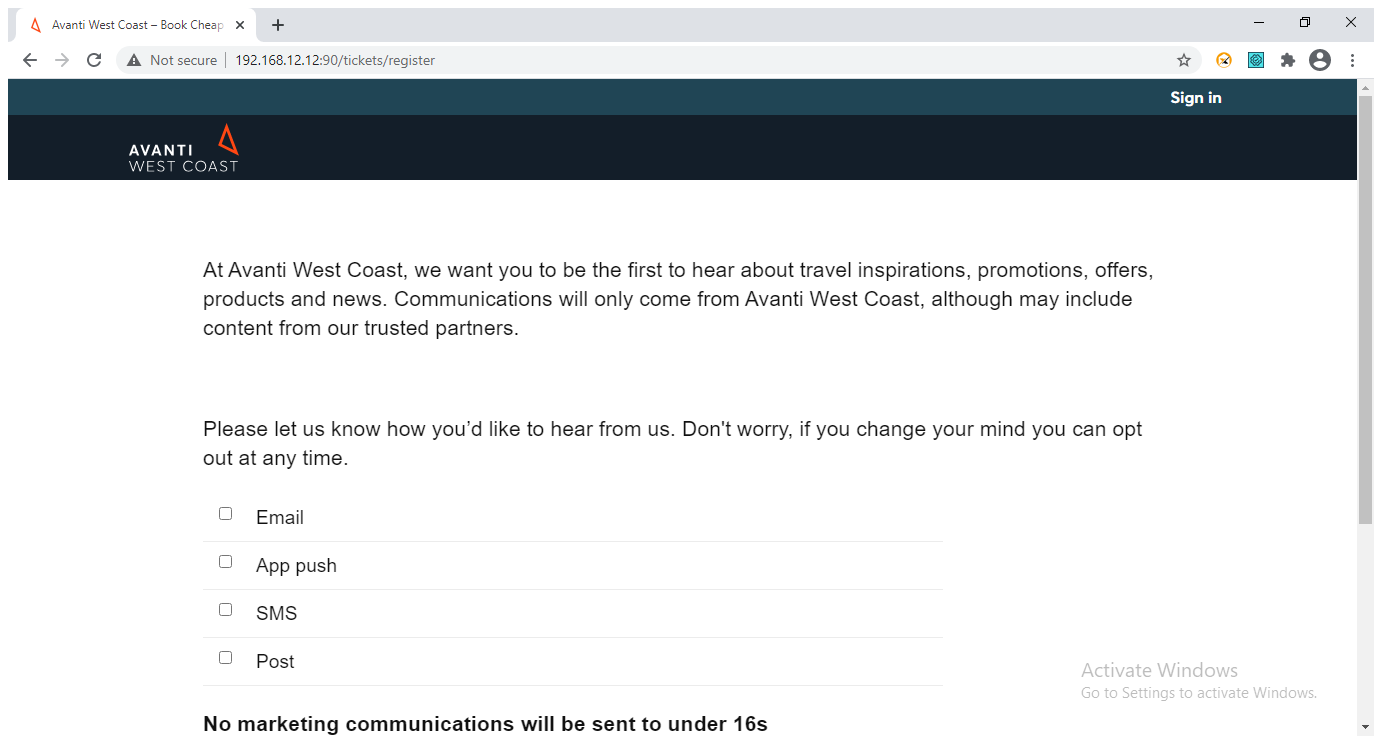 Avanti West Coast – Book Cheap
Not secure
192.168.12.12:90/tickets/register
Sign in
AVANTI
WEST COAST
At Avanti West Coast, we want you to be the first to hear about travel inspirations, promotions, offers,
products and news. Communications will only come from Avanti West Coast, although may include
content from our trusted partners.
Please let us know how you’d like to hear from us. Don't worry, if you change your mind you can opt
out at any time.
Email
App push
SMS
Post
Activate Windows
Go to Settings to activate Windows.
No marketing communications will be sent to under 16s